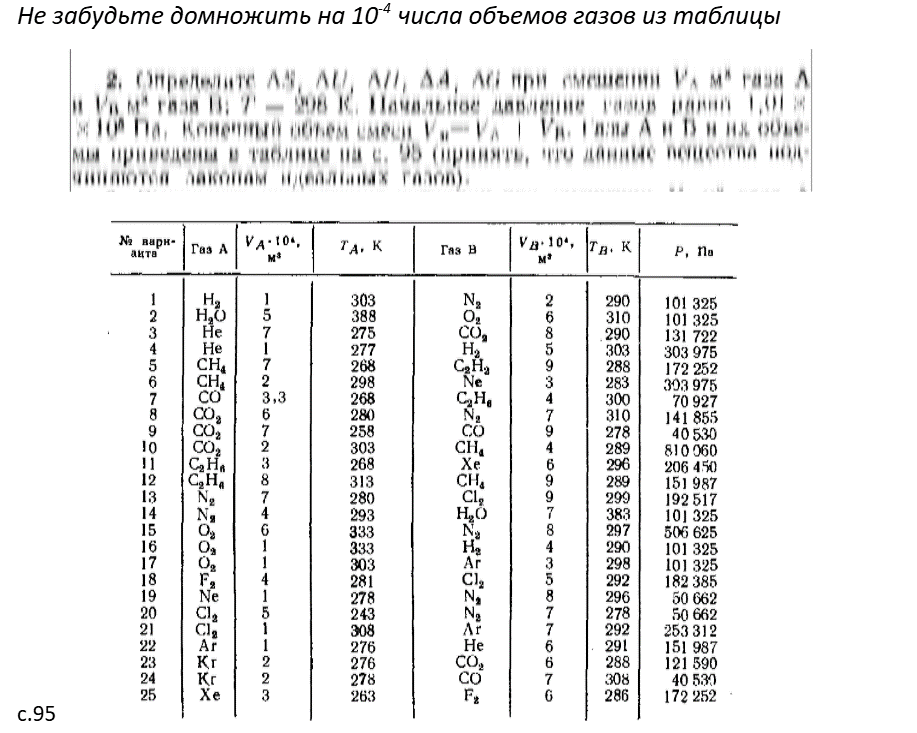 Не забудьте домножить на 10⁻⁴ числа объемов газов из таблицы
2. Определите ΔS, ΔU, ΔH, ΔA, ΔG при смешении V_A м³ газа А
и V_B м³ газа В; T = 298 К. Начальное давление газов равно 1,01 ×
Па. Конечный объем смеси V = V_A + V_B. Газы А и В и их объе-
мы приведены в таблице на с. 95 (принять, что данные вещества под-
чиняются законам идеальных газов).
№ вари-анта Газ А V_A·10⁴, м³ T_A, К Газ В V_B·10⁴, м³ T_B, К P, Па
1 H₂ 1 303 N₂ 2 290 101 325
2 H₂O 5 388 O₂ 6 310 101 325
3 He 7 275 CO₂ 8 290 131 722
4 He 1 277 H₂ 5 303 303 975
5 CH₄ 7 268 C₂H₂ 9 288 172 252
6 CH₄ 2 298 Ne 3 283 303 975
7 CO 3,3 268 C₂H₆ 4 300 70 927
8 CO₂ 6 280 N₂ 7 310 141 855
9 CO₂ 7 258 CO 9 278 40 530
10 CO₂ 2 303 CH₄ 4 289 810 060
11 C₂H₆ 3 268 Xe 6 296 206 450
12 C₂H₆ 8 313 CH₄ 9 289 151 987
13 N₂ 7 280 Cl₂ 9 299 192 517
14 N₂ 4 293 H₂O 7 383 101 325
15 O₂ 6 333 N₂ 8 297 506 625
16 O₂ 1 333 H₂ 4 290 101 325
17 O₂ 1 303 Ar 3 298 101 325
18 F₂ 4 281 Cl₂ 5 292 182 385
19 Ne 1 278 N₂ 8 296 50 662
20 Cl₂ 5 243 N₂ 7 278 50 662
21 Cl₂ 1 308 Ar 7 292 253 312
22 Ar 1 276 He 6 291 151 987
23 Kr 2 276 CO₂ 6 288 121 590
24 Kr 2 278 CO 7 308 40 530
25 Xe 3 263 F₂ 6 286 172 252
с.95